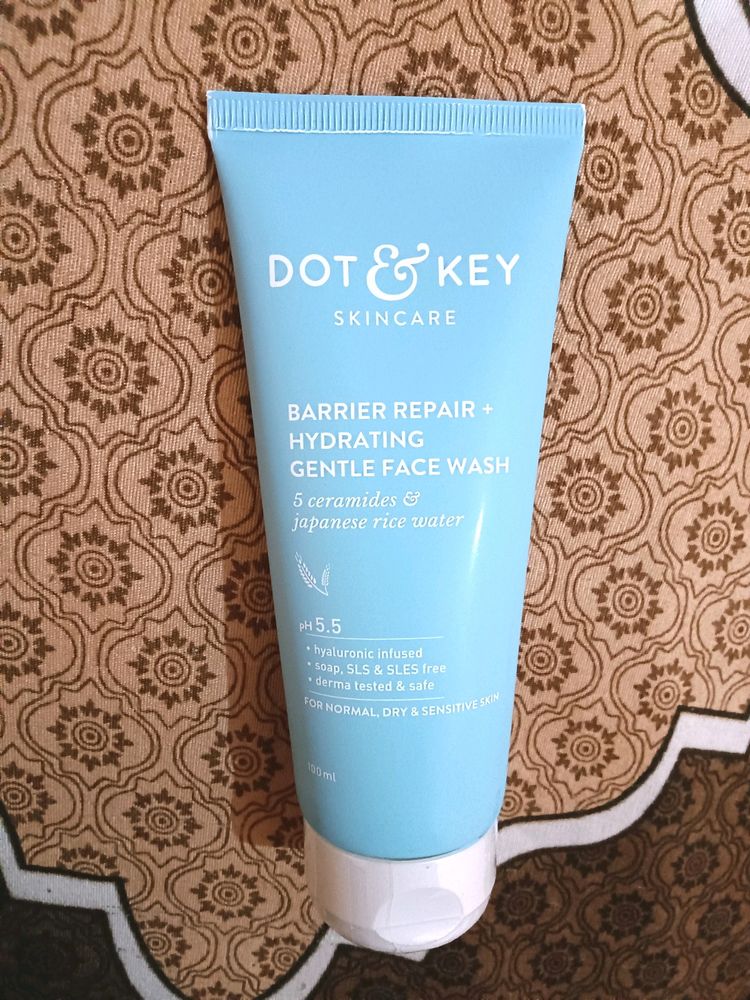 DOT & KEY
SKINCARE
BARRIER REPAIR +
HYDRATING
GENTLE FACE WASH
5 ceramides &
japanese rice water
pH 5.5
• hyaluronic infused
• soap, SLS & SLES free
• derma tested & safe
FOR NORMAL, DRY & SENSITIVE SKIN
100 ml